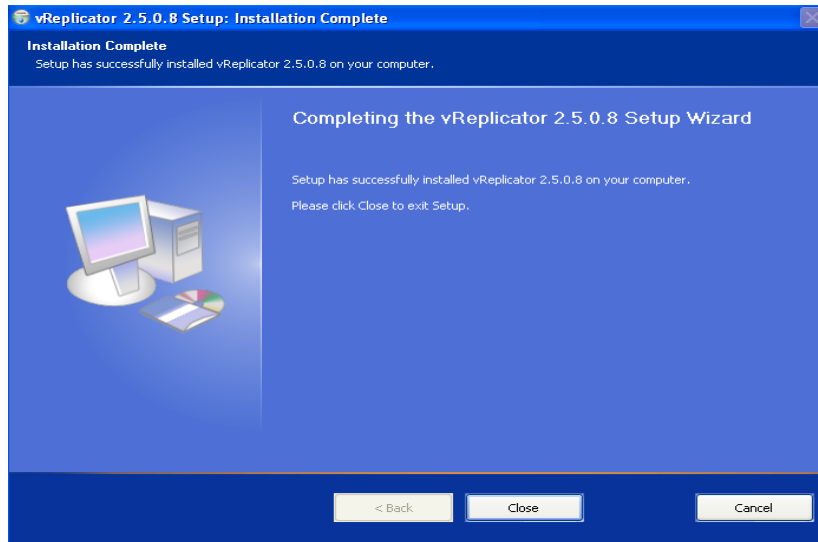 vReplicator 2.5.0.8 Setup: Installation Complete
Installation Complete
Setup has successfully installed vReplicator 2.5.0.8 on your computer.
Completing the vReplicator 2.5.0.8 Setup Wizard
Setup has successfully installed vReplicator 2.5.0.8 on your computer.
Please click Close to exit Setup.
< Back
Close
Cancel